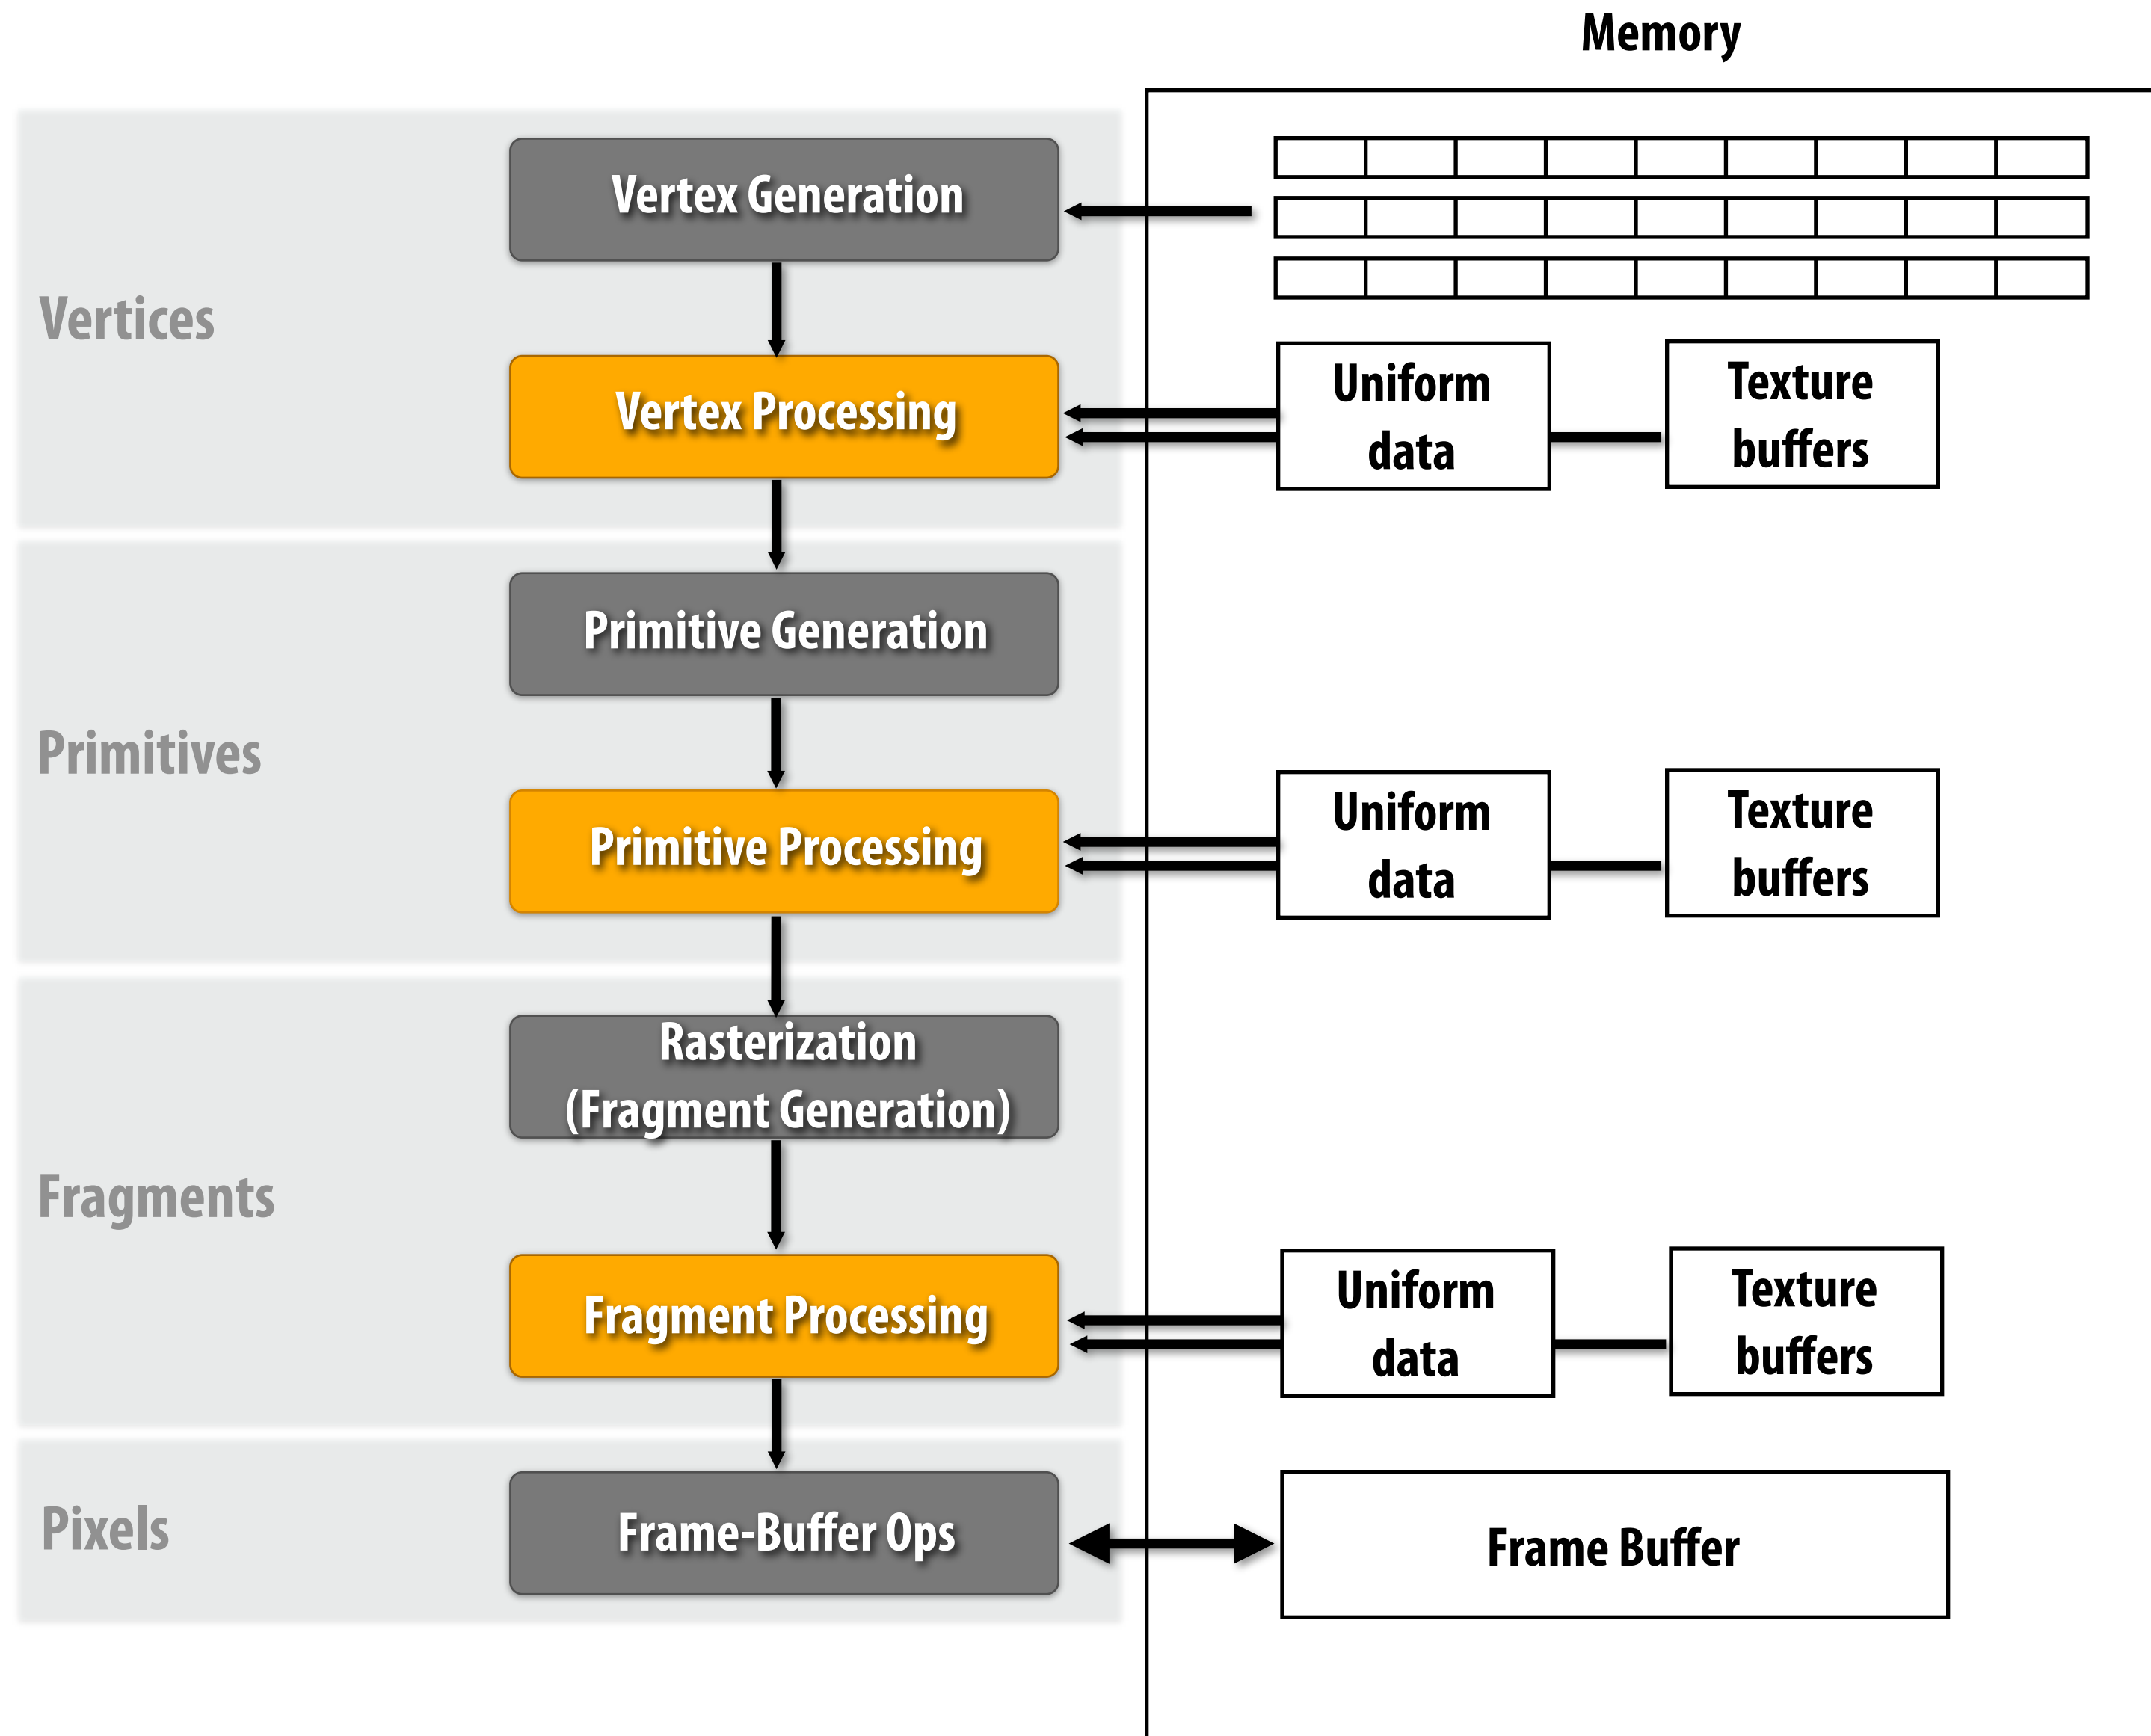 Memory
Vertices
Vertex Generation
Vertex Processing
Uniform
data
Texture
buffers
Primitives
Primitive Generation
Primitive Processing
Uniform
data
Texture
buffers
Fragments
Rasterization
(Fragment Generation)
Fragment Processing
Uniform
data
Texture
buffers
Pixels
Frame-Buffer Ops
Frame Buffer